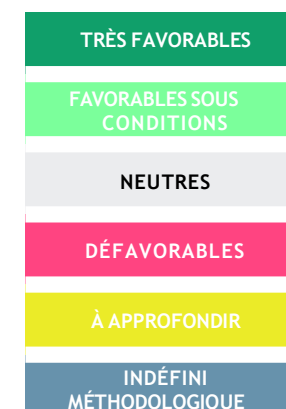 TRÈS FAVORABLES
FAVORABLES SOUS
CONDITIONS
NEUTRES
DÉFAVORABLES
À APPROFONDIR
INDÉFINI
MÉTHODOLOGIQUE